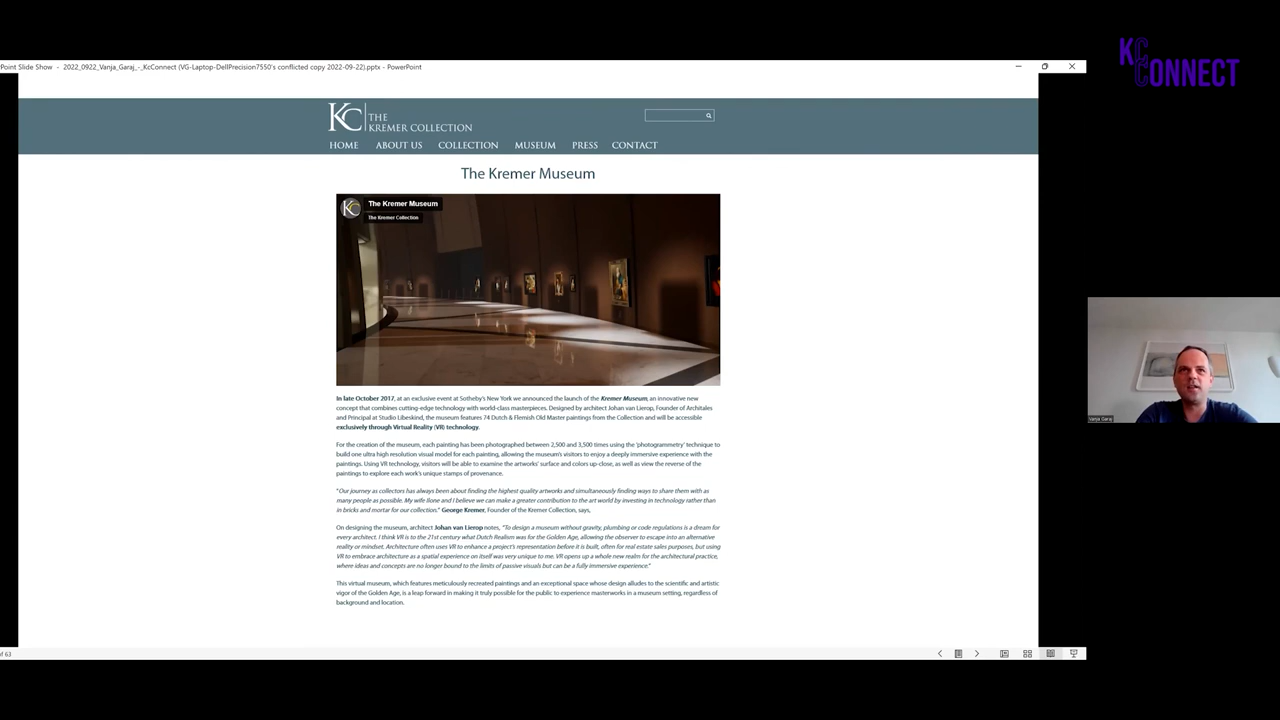 KC CONNECT
Point Slide Show - 2022_0922_Vanja_Garaj_-_KcConnect (VG-Laptop-DellPrecision7550's conflicted copy 2022-09-22).pptx - PowerPoint
KC THE
KREMER COLLECTION
HOME ABOUT US COLLECTION MUSEUM PRESS CONTACT
The Kremer Museum
KC The Kremer Museum
The Kremer Collection
In late October 2017, at an exclusive event at Sotheby's New York we announced the launch of the Kremer Museum, an innovative new
concept that combines cutting-edge technology with world-class masterpieces. Designed by architect Johan van Lierop, Founder of Architales
and Principal at Studio Libeskind, the museum features 74 Dutch & Flemish Old Master paintings from the Collection and will be accessible
exclusively through Virtual Reality (VR) technology.
For the creation of the museum, each painting has been photographed between 2,500 and 3,500 times using the 'photogrammetry' technique to
build one ultra high resolution visual model for each painting, allowing the museum's visitors to enjoy a deeply immersive experience with the
paintings. Using VR technology, visitors will be able to examine the artworks' surface and colors up-close, as well as view the reverse of the
paintings to explore each work's unique stamps of provenance.
"Our journey as collectors has always been about finding the highest quality artworks and simultaneously finding ways to share them with as
many people as possible. My wife Ilone and I believe we can make a greater contribution to the art world by investing in technology rather than
in bricks and mortar for our collection." George Kremer, Founder of the Kremer Collection, says,
On designing the museum, architect Johan van Lierop notes, "To design a museum without gravity, plumbing or code regulations is a dream for
every architect. I think VR is to the 21st century what Dutch Realism was for the Golden Age, allowing the observer to escape into an alternative
reality or mindset. Architecture often uses VR to enhance a project's representation before it is built, often for real estate sales purposes, but using
VR to embrace architecture as a spatial experience on itself was very unique to me. VR opens up a whole new realm for the architectural practice,
where ideas and concepts are no longer bound to the limits of passive visuals but can be a fully immersive experience."
This virtual museum, which features meticulously recreated paintings and an exceptional space whose design alludes to the scientific and artistic
vigor of the Golden Age, is a leap forward in making it truly possible for the public to experience masterworks in a museum setting, regardless of
background and location.
Vanja Garaj
of 63